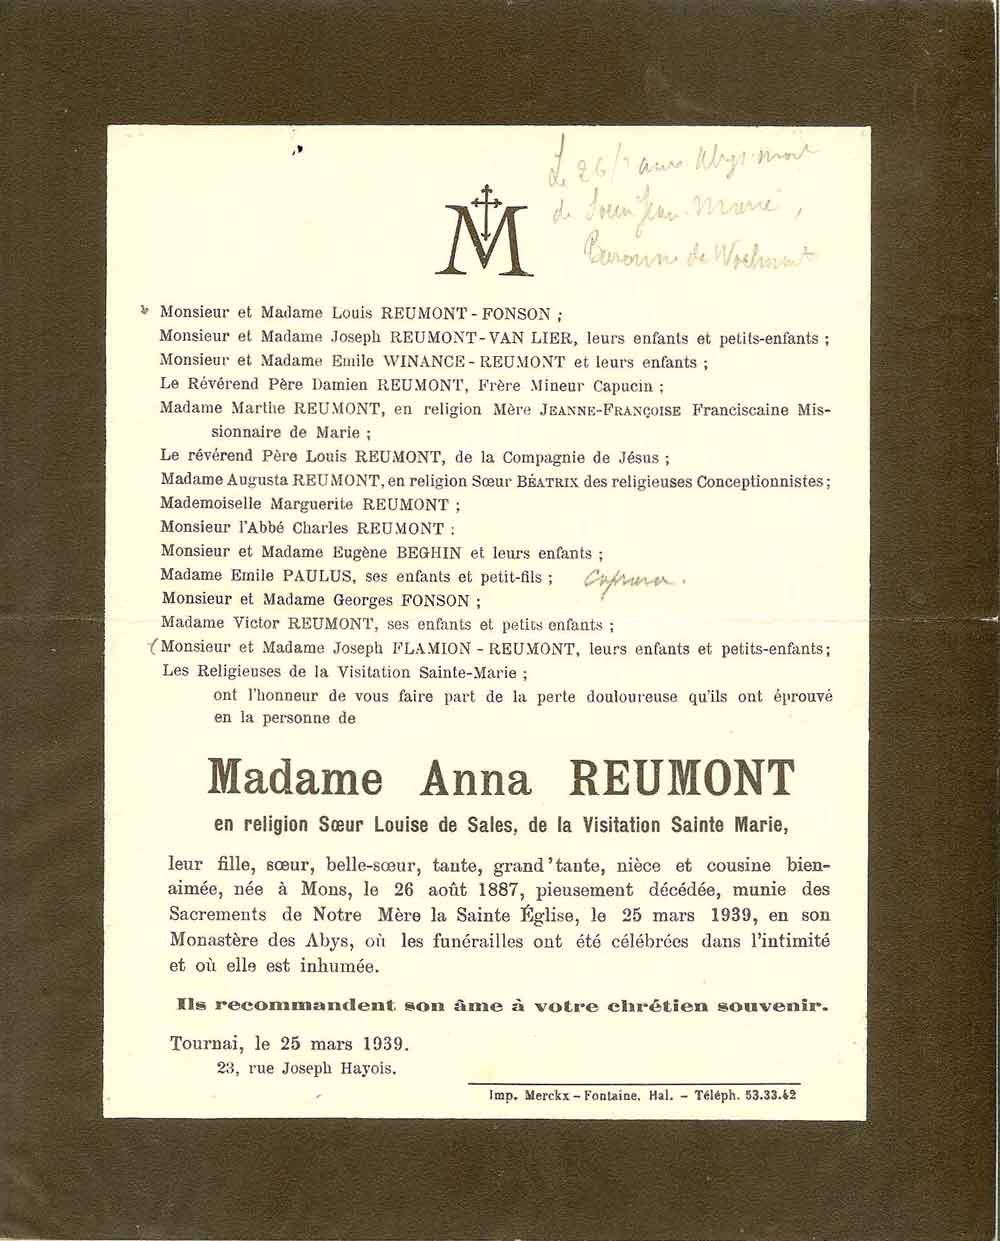 Le 26/ aux Abys mort
de Soeur Jean-Marie,
Baronne de Woelmont
M
Monsieur et Madame Louis REUMONT-FONSON ;
Monsieur et Madame Joseph REUMONT-VAN LIER, leurs enfants et petits-enfants ;
Monsieur et Madame Emile WINANCE-REUMONT et leurs enfants ;
Le Révérend Père Damien REUMONT, Frère Mineur Capucin ;
Madame Marthe REUMONT, en religion Mère JEANNE-FRANÇOISE Franciscaine Mis-
sionnaire de Marie ;
Le révérend Père Louis REUMONT, de la Compagnie de Jésus ;
Madame Augusta REUMONT, en religion Sœur BÉATRIX des religieuses Conceptionnistes ;
Mademoiselle Marguerite REUMONT ;
Monsieur l'Abbé Charles REUMONT :
Monsieur et Madame Eugène BEGHIN et leurs enfants ;
Madame Emile PAULUS, ses enfants et petit-fils ;
Monsieur et Madame Georges FONSON ;
Madame Victor REUMONT, ses enfants et petits enfants ;
Monsieur et Madame Joseph FLAMION - REUMONT, leurs enfants et petits-enfants;
Les Religieuses de la Visitation Sainte-Marie ;
ont l'honneur de vous faire part de la perte douloureuse qu'ils ont éprouvé
en la personne de
Madame Anna REUMONT
en religion Sœur Louise de Sales, de la Visitation Sainte Marie,
leur fille, sœur, belle-sœur, tante, grand'tante, nièce et cousine bien-
aimée, née à Mons, le 26 août 1887, pieusement décédée, munie des
Sacrements de Notre Mère la Sainte Église, le 25 mars 1939, en son
Monastère des Abys, où les funérailles ont été célébrées dans l'intimité
et où elle est inhumée.
Ils recommandent son âme à votre chrétien souvenir.
Tournai, le 25 mars 1939.
23, rue Joseph Hayois.
Imp. Merckx-Fontaine. Hal. - Téléph. 53.33.42